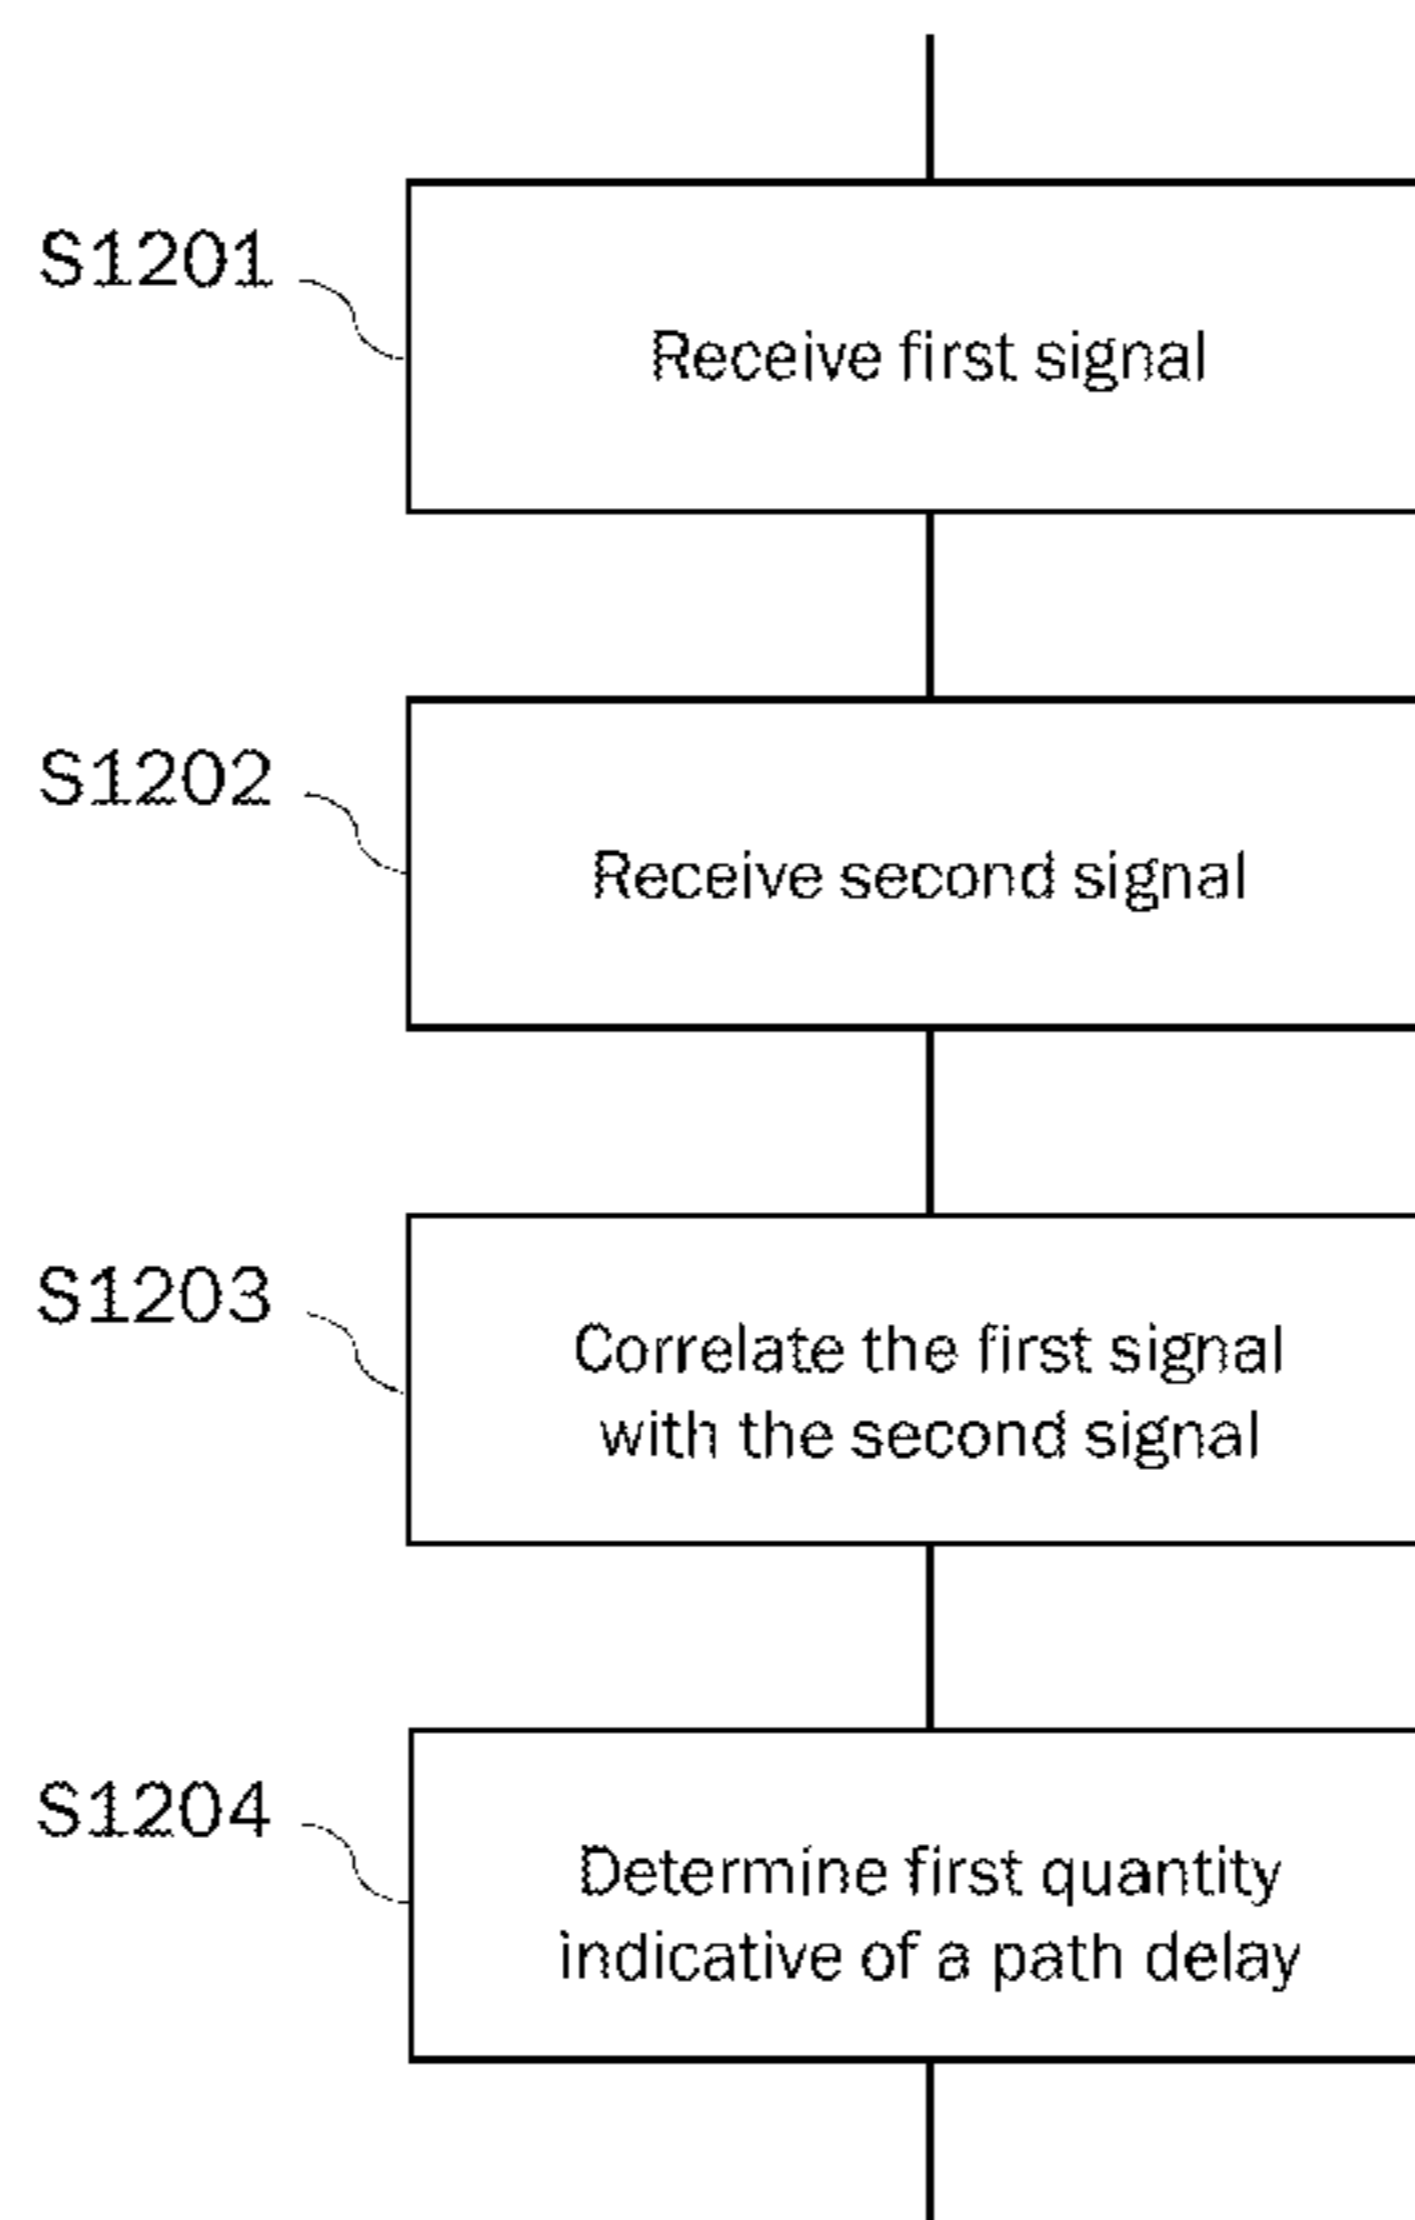 S1201
Receive first signal
S1202
Receive second signal
S1203
Correlate the first signal
with the second signal
S1204
Determine first quantity
indicative of a path delay